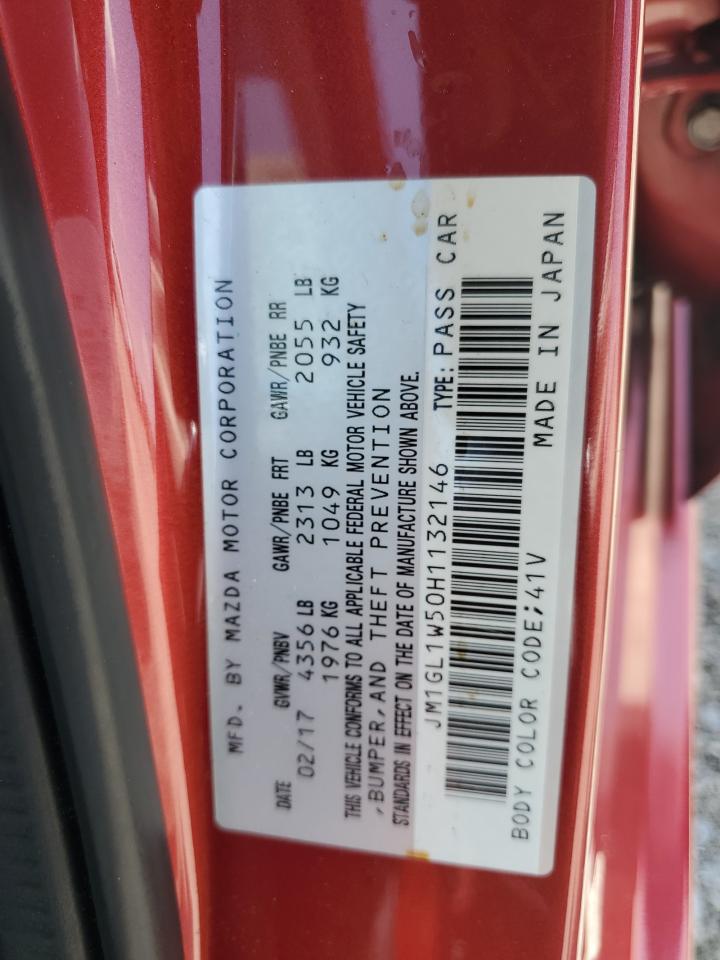 MFD. BY MAZDA MOTOR CORPORATION
DATE GVWR/PNBV GAWR/PNBE FRT GAWR/PNBE RR
02/17 4356 LB 2313 LB 2055 LB
1976 KG 1049 KG 932 KG
THIS VEHICLE CONFORMS TO ALL APPLICABLE FEDERAL MOTOR VEHICLE SAFETY
,BUMPER,AND THEFT PREVENTION
STANDARDS IN EFFECT ON THE DATE OF MANUFACTURE SHOWN ABOVE.
JM1GL1W50H1132146 TYPE: PASS CAR
BODY COLOR CODE;41V MADE IN JAPAN